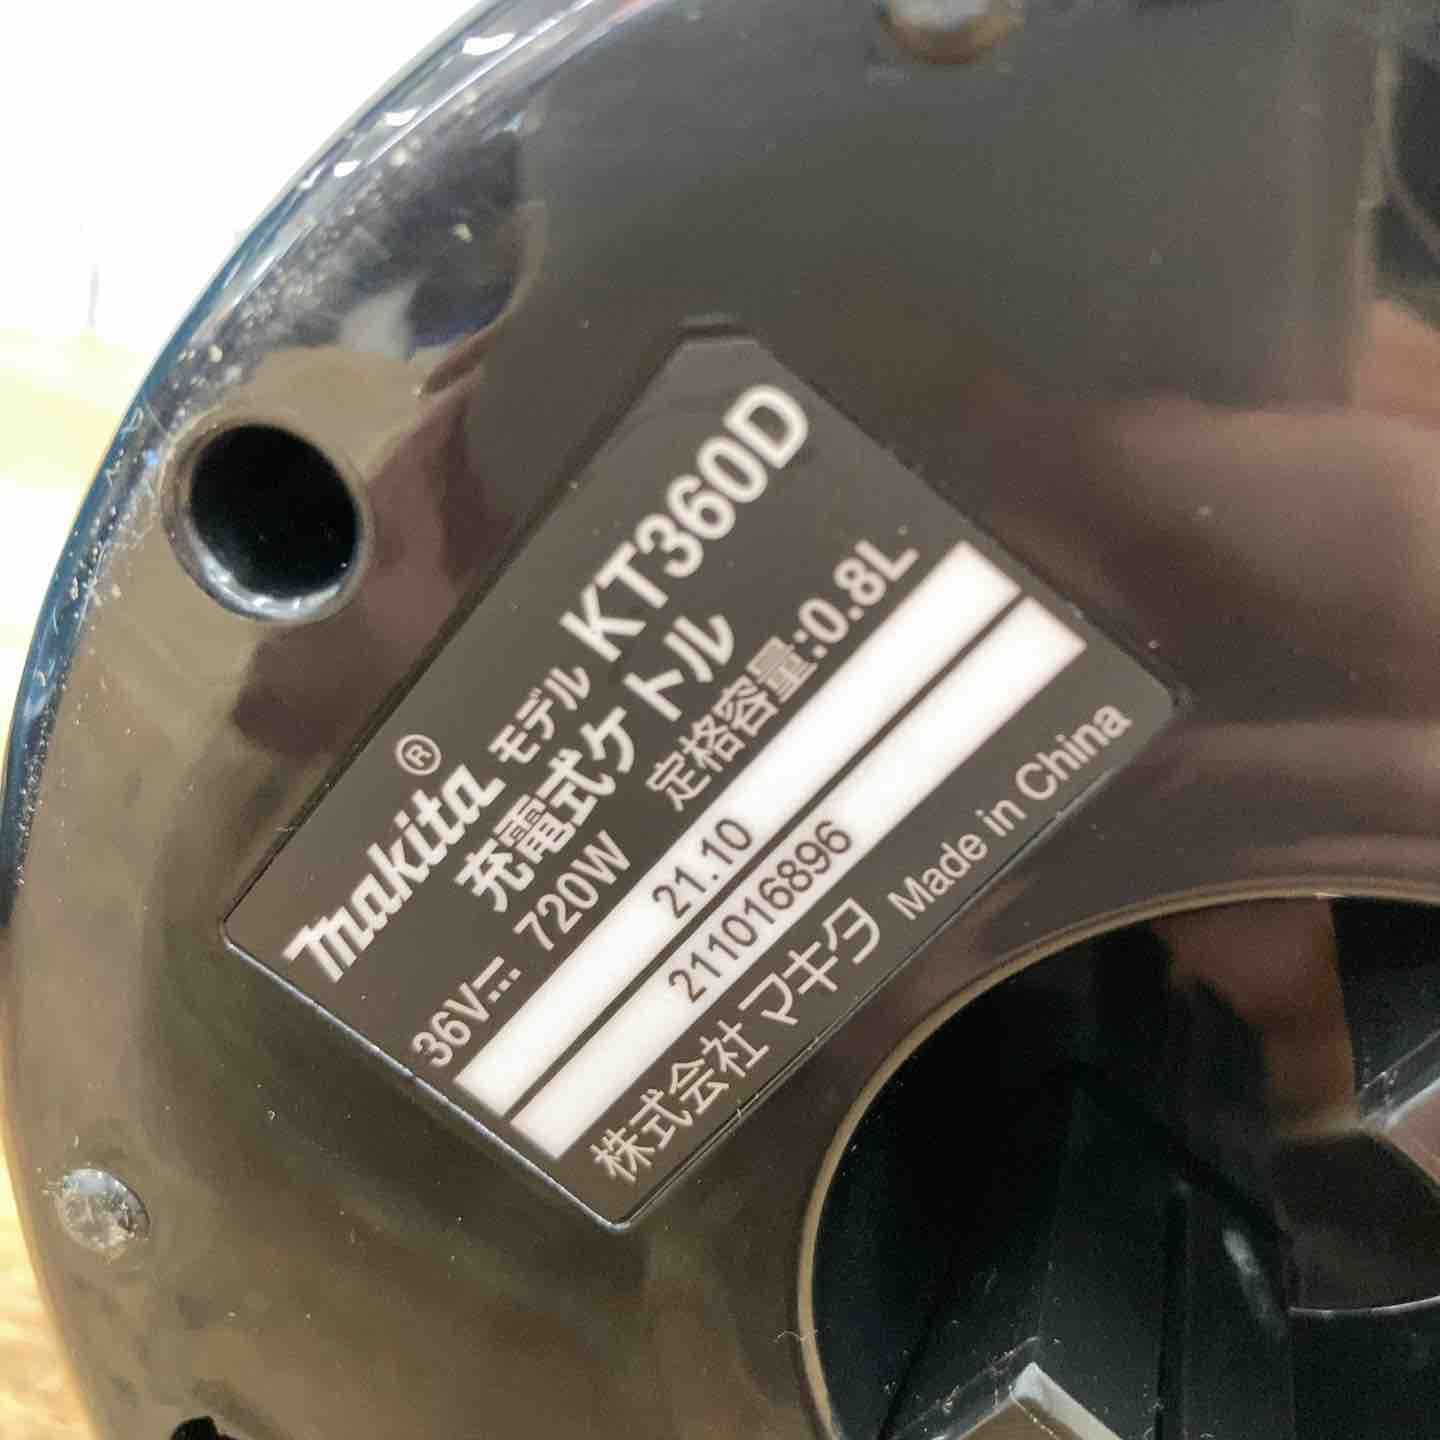 makita® モデル KT360D
充電式ケトル
36V⎓ 720W 定格容量:0.8L
21.10
211016896
株式会社 マキタ Made in China